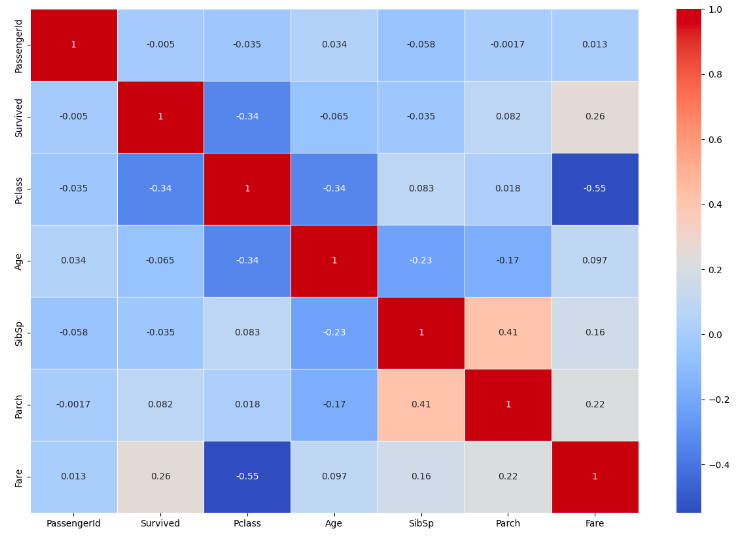 PassengerId 1 -0.005 -0.035 0.034 -0.058 -0.0017 0.013
Survived -0.005 1 -0.34 -0.065 -0.035 0.082 0.26
Pclass -0.035 -0.34 1 -0.34 0.083 0.018 -0.55
Age 0.034 -0.065 -0.34 1 -0.23 -0.17 0.097
SibSp -0.058 -0.035 0.083 -0.23 1 0.41 0.16
Parch -0.0017 0.082 0.018 -0.17 0.41 1 0.22
Fare 0.013 0.26 -0.55 0.097 0.16 0.22 1
PassengerId Survived Pclass Age SibSp Parch Fare
1.0
0.8
0.6
0.4
0.2
0.0
−0.2
−0.4